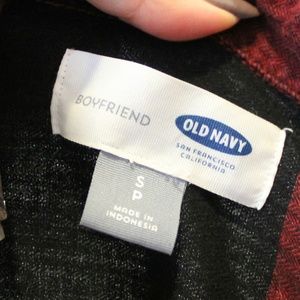 BOYFRIEND
OLD NAVY
SAN FRANCISCO
CALIFORNIA
S
P
MADE IN
INDONESIA